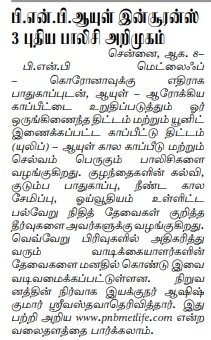 பி.என்.பி.ஆயுள் இன்சூரன்ஸ்
3 புதிய பாலிசி அறிமுகம்
சென்னை, ஆக. 8–
பி.என்.பி மெட்லைஃப்
– கொரோனாவுக்கு எதிராக
பாதுகாப்புடன், ஆயுள் – ஆரோக்கிய
காப்பீட்டை உறுதிப்படுத்தும் ஓர்
ஒருங்கிணைந்த திட்டம் மற்றும் யூனிட்
இணைக்கப்பட்ட காப்பீட்டு திட்டம்
(யுலிப்) – ஆயுள் கால காப்பீடு மற்றும்
செல்வம் பெருகும் பாலிசிகளை
வழங்கிறது. குழந்தைகளின் கல்வி,
குடும்ப பாதுகாப்பு, நீண்ட கால
சேமிப்பு, ஓய்வூதியம் உள்ளிட்ட
பல்வேறு நிதித் தேவைகள் குறித்த
தீர்வுகளை அவர்களுக்கு வழங்கிறது.
வெவ்வேறு பிரிவுகளில் அதிகரித்து
வரும் வாடிக்கையாளர்களின்
தேவைகளை மனதில் கொண்டு இவை
வடிவமைக்கப்பட்டுள்ளன. நிறுவ
னத்தின் நிர்வாக இயக்குநர் ஆஷிஷ்
குமார் ஸ்ரீவஸ்தவாதெரிவித்தார். இது
பற்றி அறிய www.pnbmetlife.com என்ற
வலைதளத்தை பார்க்கலாம்.